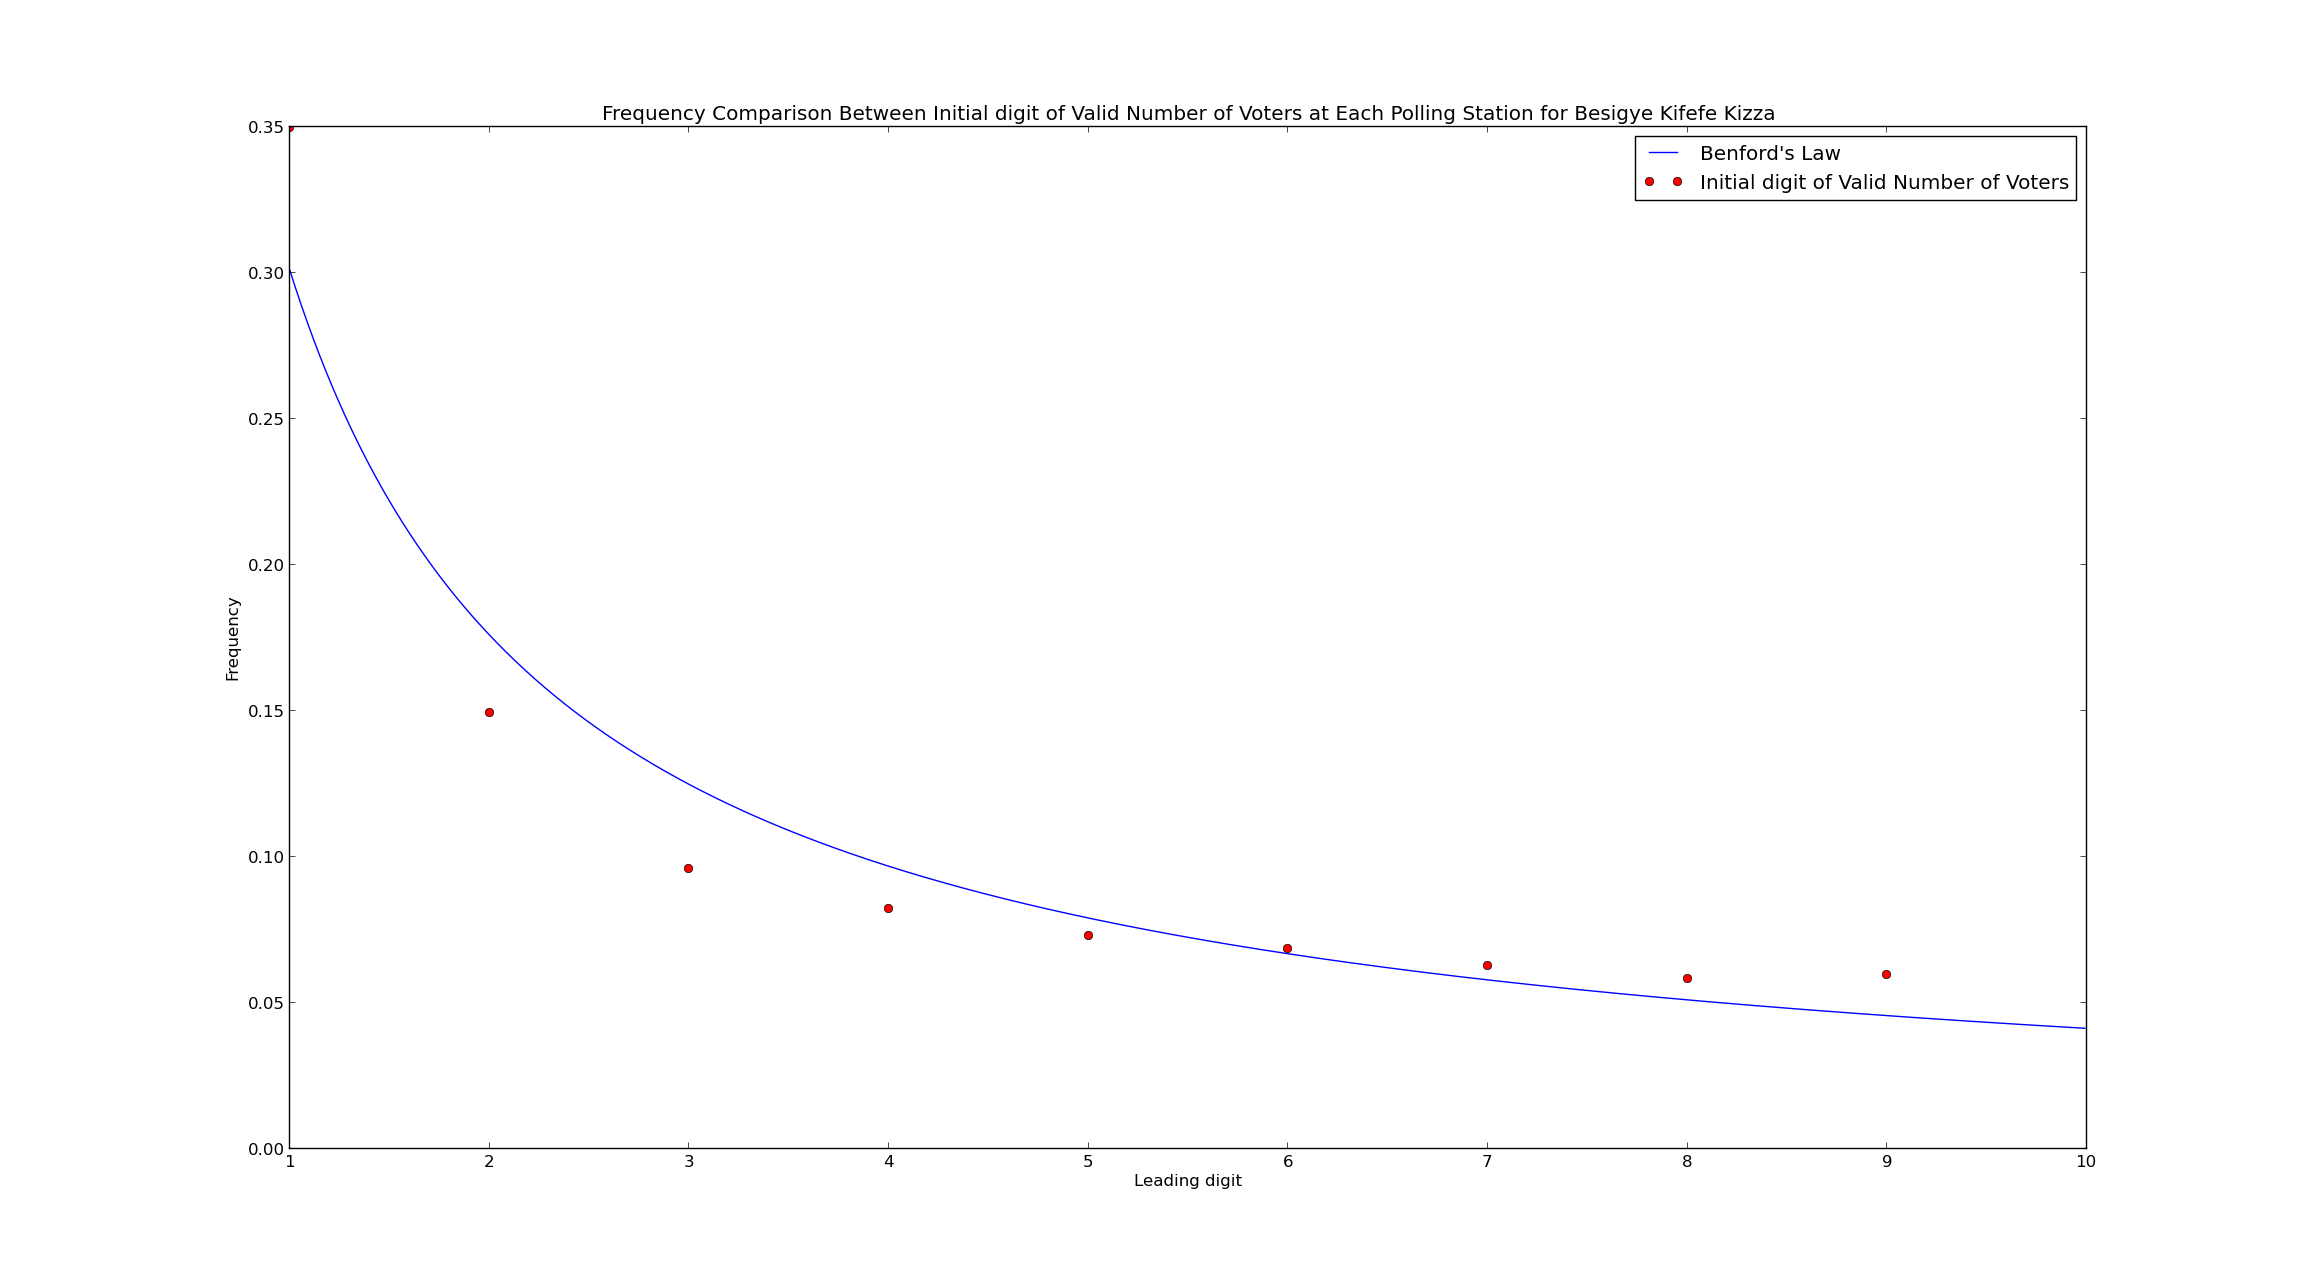 Frequency Comparison Between Initial digit of Valid Number of Voters at Each Polling Station for Besigye Kifefe Kizza
Benford's Law
Initial digit of Valid Number of Voters
0.35
0.30
0.25
0.20
0.15
0.10
0.05
0.00
Frequency
1 2 3 4 5 6 7 8 9 10
Leading digit